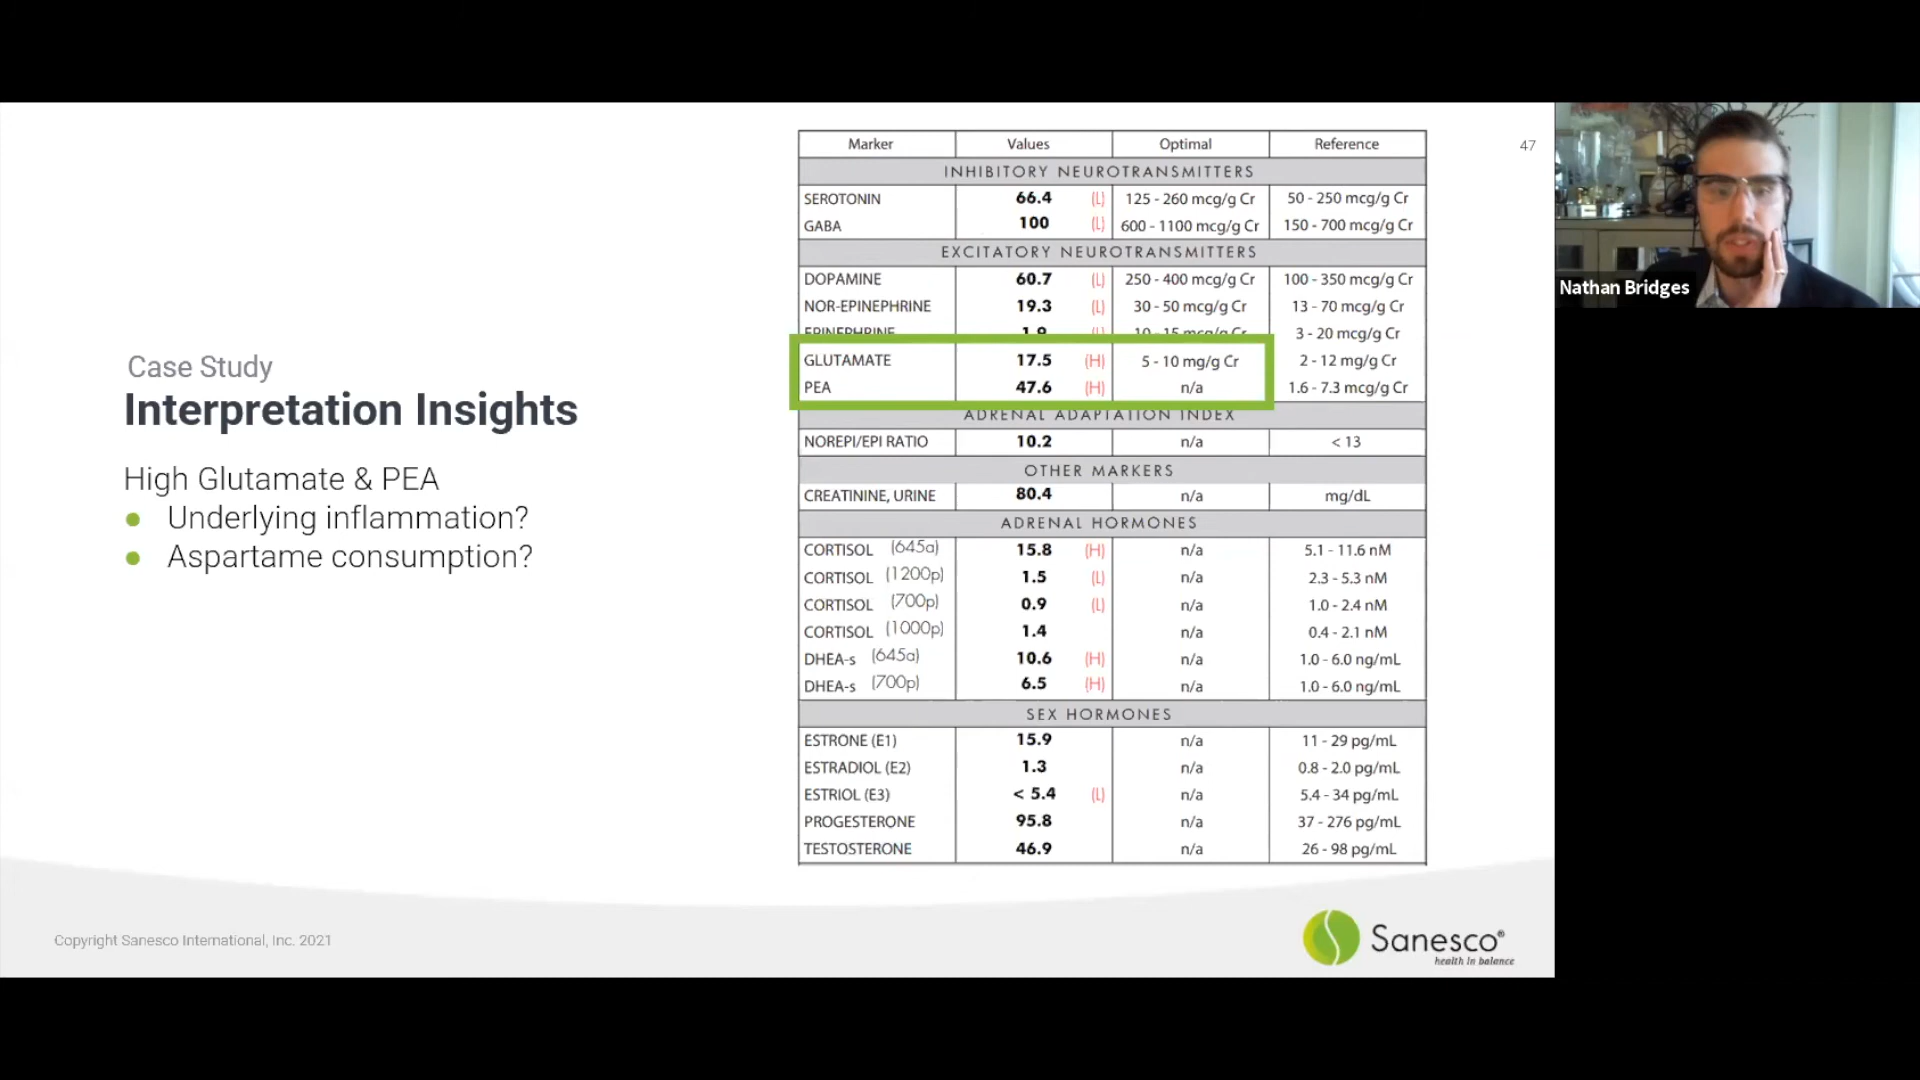 47
Case Study
Interpretation Insights
High Glutamate & PEA
Underlying inflammation?
Aspartame consumption?
Marker Values Optimal Reference
INHIBITORY NEUROTRANSMITTERS
SEROTONIN 66.4 (L) 125 - 260 mcg/g Cr 50 - 250 mcg/g Cr
GABA 100 (L) 600 - 1100 mcg/g Cr 150 - 700 mcg/g Cr
EXCITATORY NEUROTRANSMITTERS
DOPAMINE 60.7 (L) 250 - 400 mcg/g Cr 100 - 350 mcg/g Cr
NOR-EPINEPHRINE 19.3 (L) 30 - 50 mcg/g Cr 13 - 70 mcg/g Cr
EPINEPHRINE 1.9 (L) 10 - 15 mcg/g Cr 3 - 20 mcg/g Cr
GLUTAMATE 17.5 (H) 5 - 10 mg/g Cr 2 - 12 mg/g Cr
PEA 47.6 (H) n/a 1.6 - 7.3 mcg/g Cr
ADRENAL ADAPTATION INDEX
NOREPI/EPI RATIO 10.2 n/a < 13
OTHER MARKERS
CREATININE, URINE 80.4 n/a mg/dL
ADRENAL HORMONES
CORTISOL (645a) 15.8 (H) n/a 5.1 - 11.6 nM
CORTISOL (1200p) 1.5 (L) n/a 2.3 - 5.3 nM
CORTISOL (700p) 0.9 (L) n/a 1.0 - 2.4 nM
CORTISOL (1000p) 1.4 n/a 0.4 - 2.1 nM
DHEA-s (645a) 10.6 (H) n/a 1.0 - 6.0 ng/mL
DHEA-s (700p) 6.5 (H) n/a 1.0 - 6.0 ng/mL
SEX HORMONES
ESTRONE (E1) 15.9 n/a 11 - 29 pg/mL
ESTRADIOL (E2) 1.3 n/a 0.8 - 2.0 pg/mL
ESTRIOL (E3) < 5.4 (L) n/a 5.4 - 34 pg/mL
PROGESTERONE 95.8 n/a 37 - 276 pg/mL
TESTOSTERONE 46.9 n/a 26 - 98 pg/mL
Copyright Sanesco International, Inc. 2021
Sanesco®
health in balance
Nathan Bridges